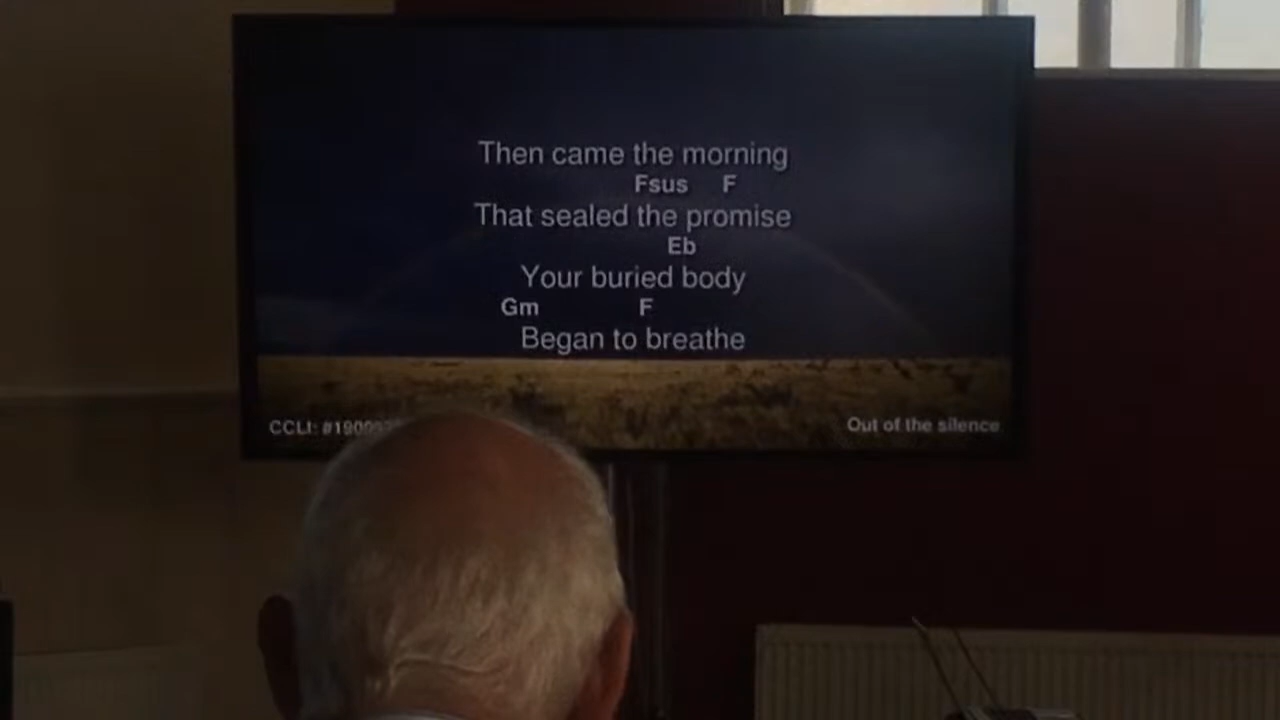 Then came the morning
Fsus F
That sealed the promise
Eb
Your buried body
Gm F
Began to breathe
CCLI:
Out of the silence